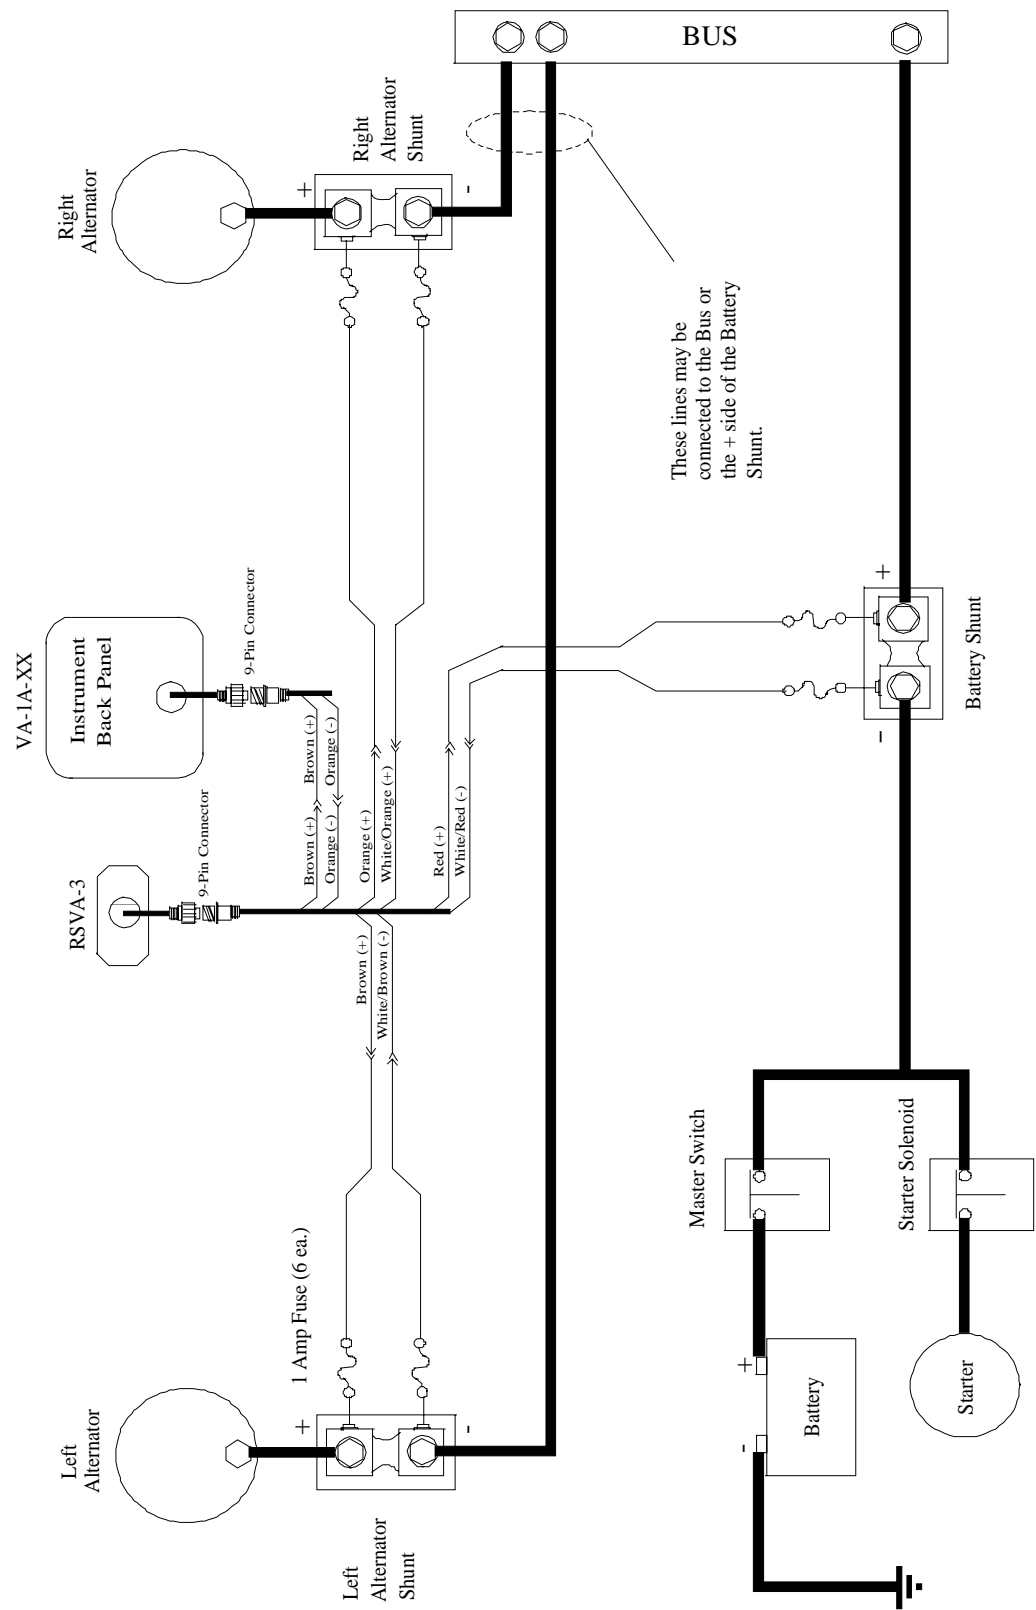 Left
Alternator
Left
Alternator
Shunt
+
-
1 Amp Fuse (6 ea.)
RSVA-3
9-Pin Connector
VA-1A-XX
Instrument
Back Panel
9-Pin Connector
Brown (+)
Brown (+)
Orange (-)
Orange (-)
Brown (+)
White/Brown (-)
Orange (+)
White/Orange (+)
Red (+)
White/Red (-)
Right
Alternator
+
-
Right
Alternator
Shunt
BUS
These lines may be
connected to the Bus or
the + side of the Battery
Shunt.
Master Switch
-
+
Battery
Starter Solenoid
Starter
-
+
Battery Shunt